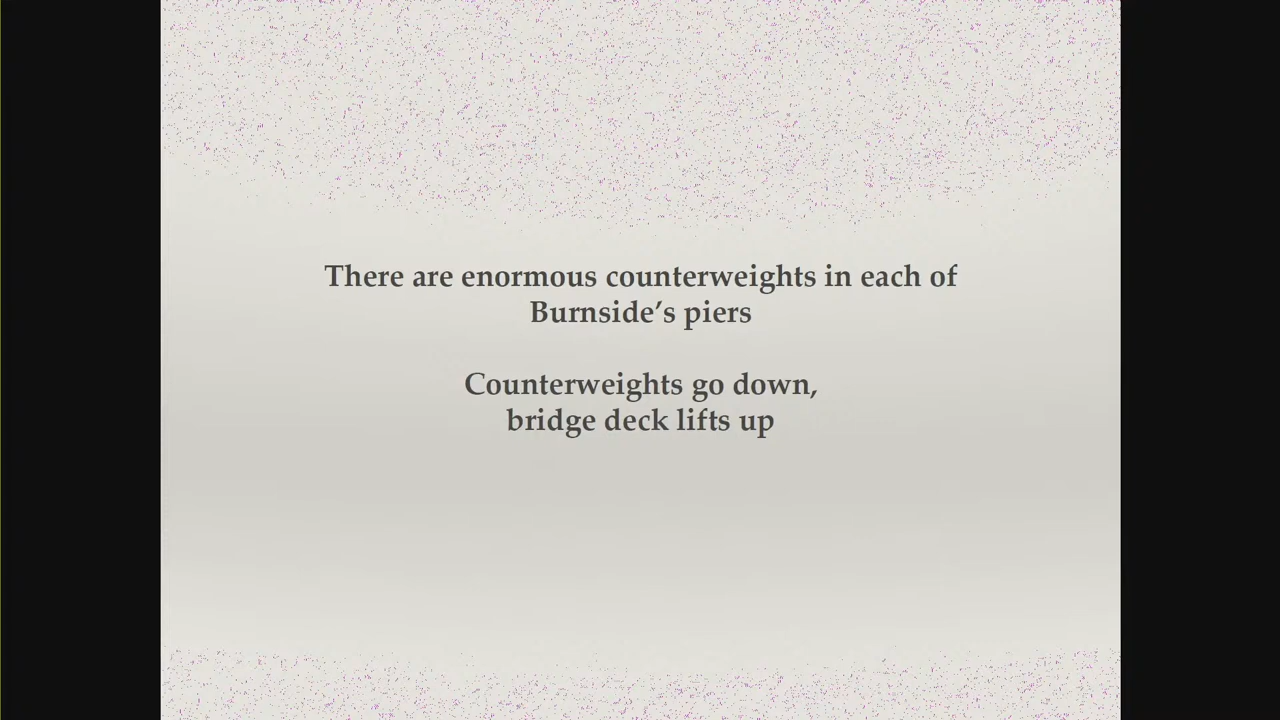 There are enormous counterweights in each of
Burnside’s piers
Counterweights go down,
bridge deck lifts up